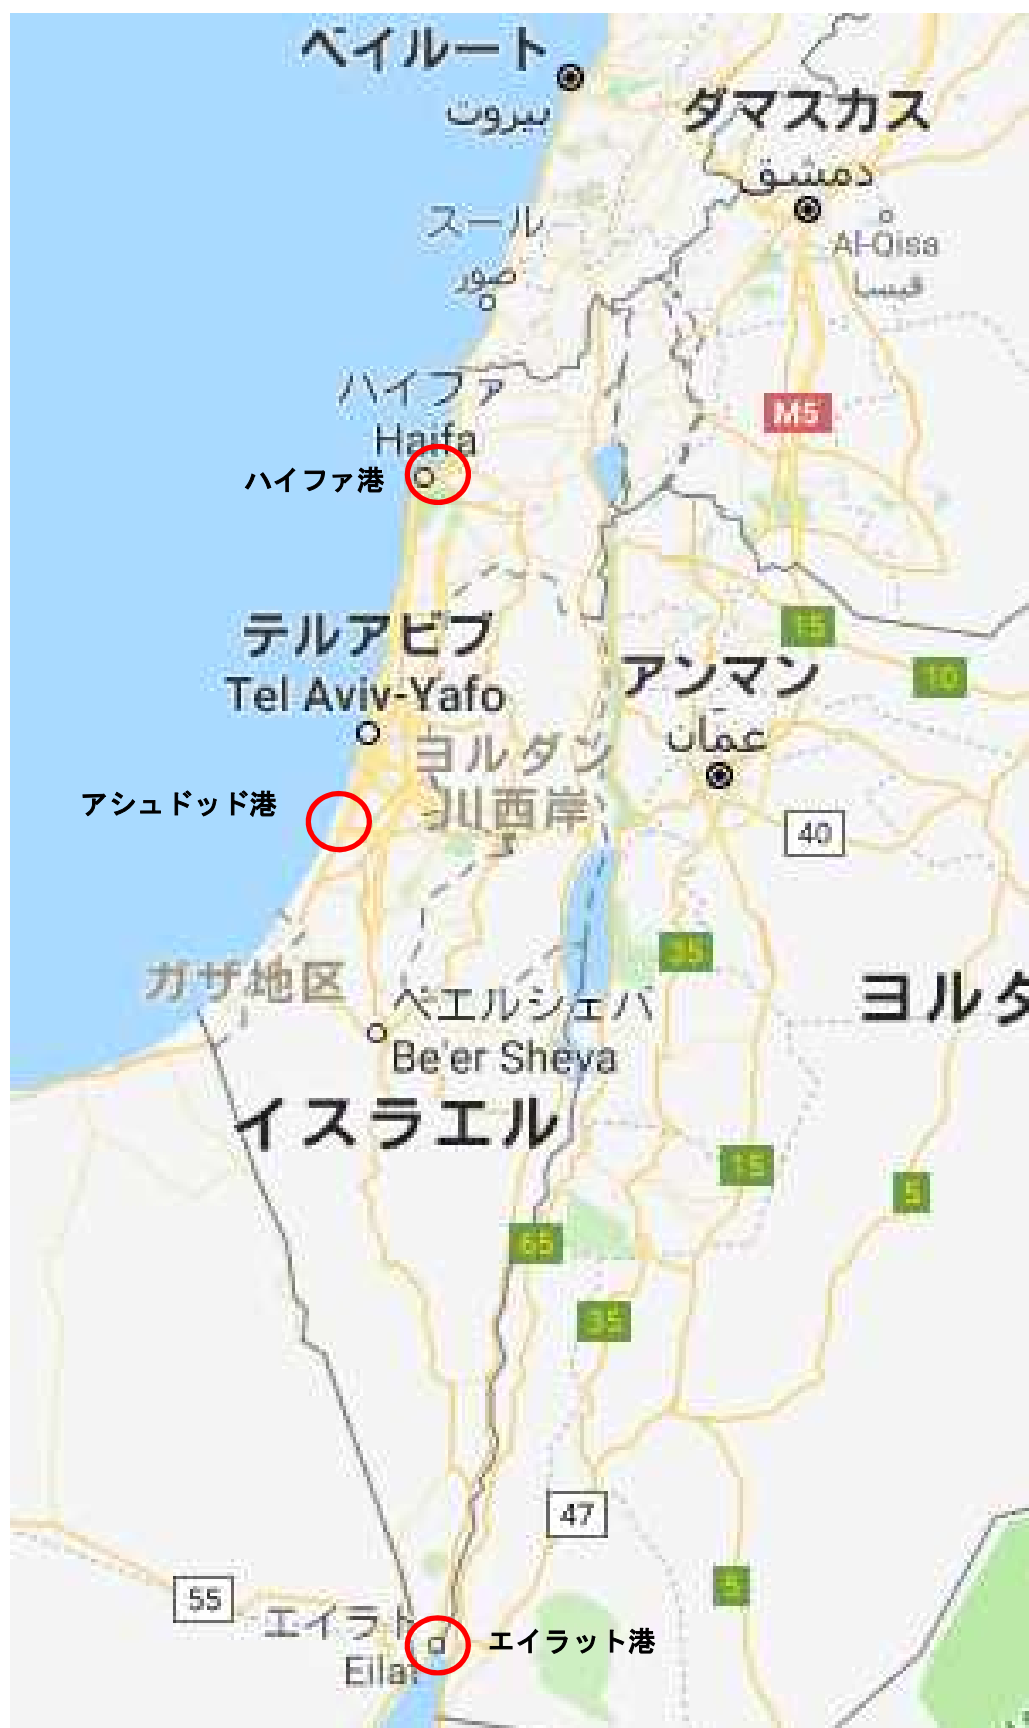 ベイルート
بيروت
ダマスカス
دمشق
スール
صور
Al-Qisa
قيسا
ハイファ
Haifa
M5
ハイファ港
テルアビブ
Tel Aviv-Yafo
15
アンマン
10
عمّان
ヨルダン
川西岸
アシュドッド港
40
35
ガザ地区
ベエルシェバ
Be'er Sheva
ヨルダ
イスラエル
15
5
65
35
47
5
55
エイラト
Eilat
エイラット港